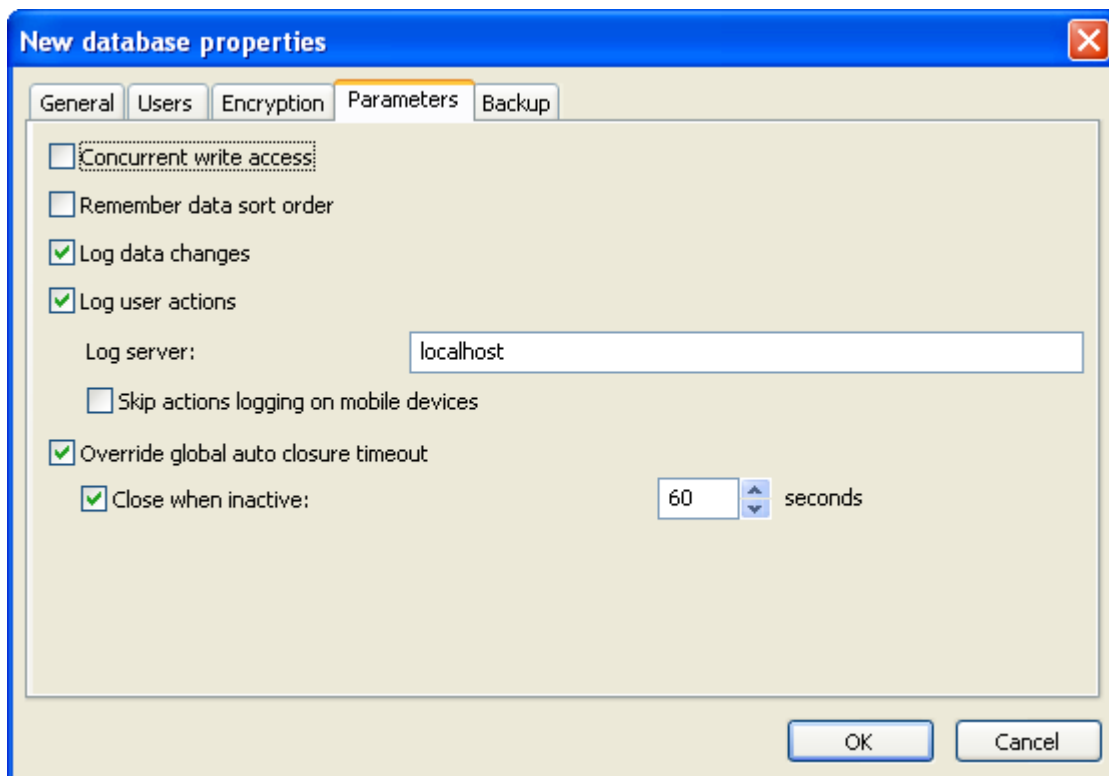 New database properties
General Users Encryption Parameters Backup
Concurrent write access
Remember data sort order
Log data changes
Log user actions
Log server: localhost
Skip actions logging on mobile devices
Override global auto closure timeout
Close when inactive: 60 seconds
OK Cancel